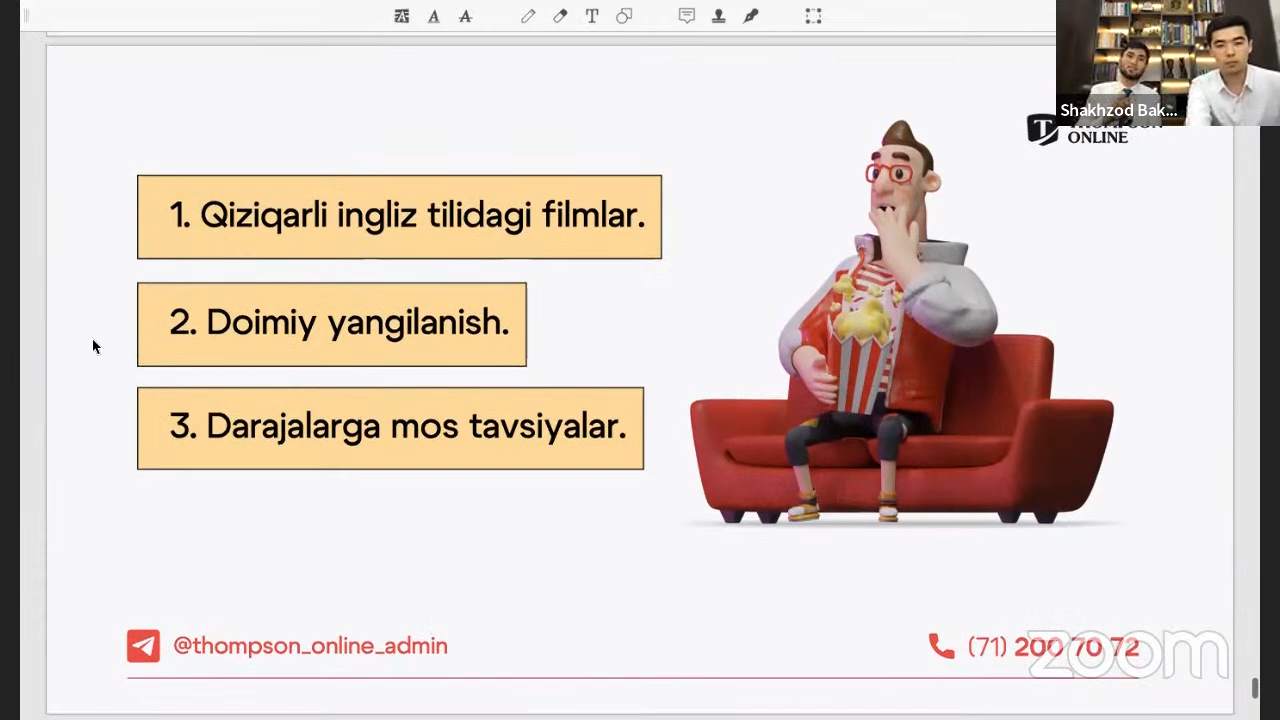 Shakhzod Bak...
ONLINE
1. Qiziqarli ingliz tilidagi filmlar.
2. Doimiy yangilanish.
3. Darajalarga mos tavsiyalar.
@thompson_online_admin
(71) 200 70 72
zoom